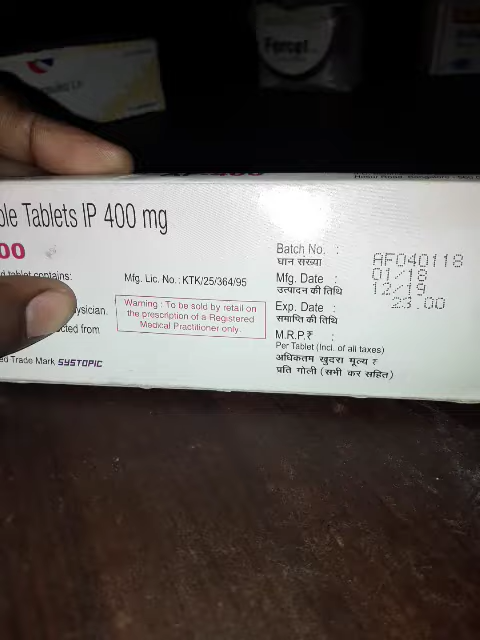 Forcet
ble Tablets IP 400 mg
00
d tablet contains:
ysician.
cted from
ed Trade Mark SYSTOPIC
Mfg. Lic. No.: KTK/25/364/95
Warning : To be sold by retail on
the prescription of a Registered
Medical Practitioner only.
Batch No. : AF040118
घान संख्या
Mfg. Date : 01/18
उत्पादन की तिथि
Exp. Date : 12/19
समाप्ति की तिथि
M.R.P.₹ : 23.00
Per Tablet (Incl. of all taxes)
अधिकतम खुदरा मूल्य ₹
प्रति गोली (सभी कर सहित)